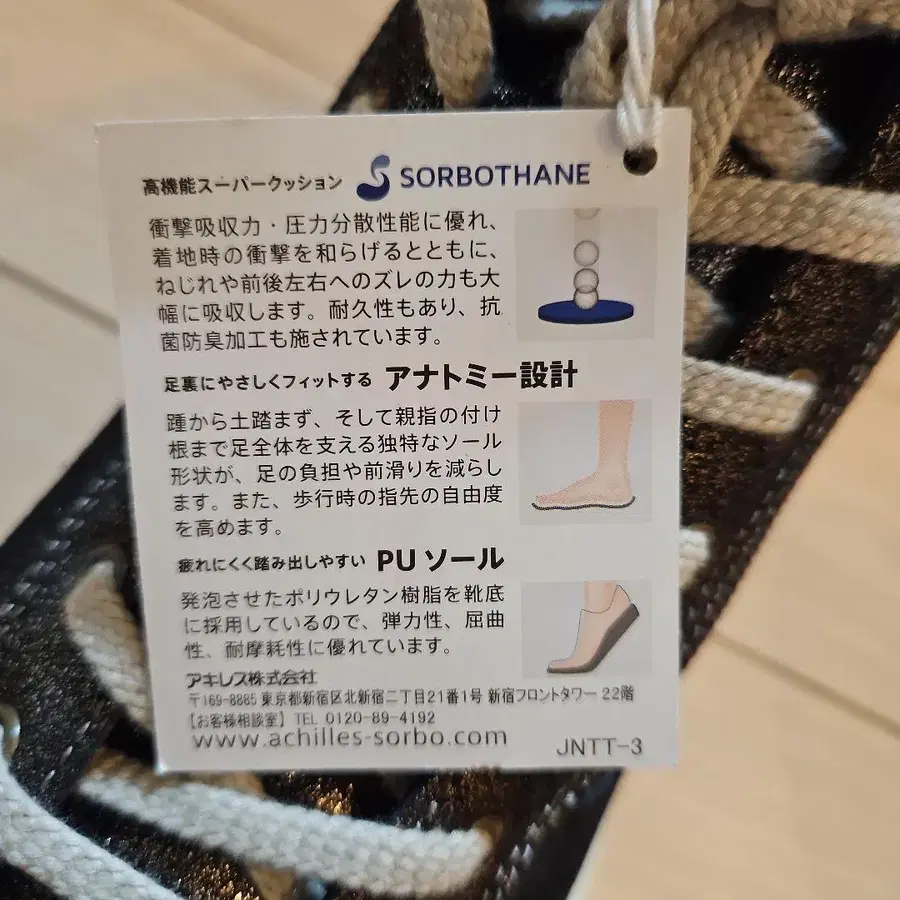 高機能スーパークッション SORBOTHANE
衝撃吸収力・圧力分散性能に優れ、
着地時の衝撃を和らげるとともに、
ねじれや前後左右へのズレの力も大
幅に吸収します。耐久性もあり、抗
菌防臭加工も施されています。
足裏にやさしくフィットする アナトミー設計
踵から土踏まず、そして親指の付け
根まで足全体を支える独特なソール
形状が、足の負担や前滑りを減らし
ます。また、歩行時の指先の自由度
を高めます。
疲れにくく踏み出しやすい PU ソール
発泡させたポリウレタン樹脂を靴底
に採用しているので、弾力性、屈曲
性、耐摩耗性に優れています。
アキレス株式会社
〒169-8885 東京都新宿区北新宿二丁目21番1号 新宿フロントタワー 22階
【お客様相談室】 TEL 0120-89-4192
www.achilles-sorbo.com JNTT-3